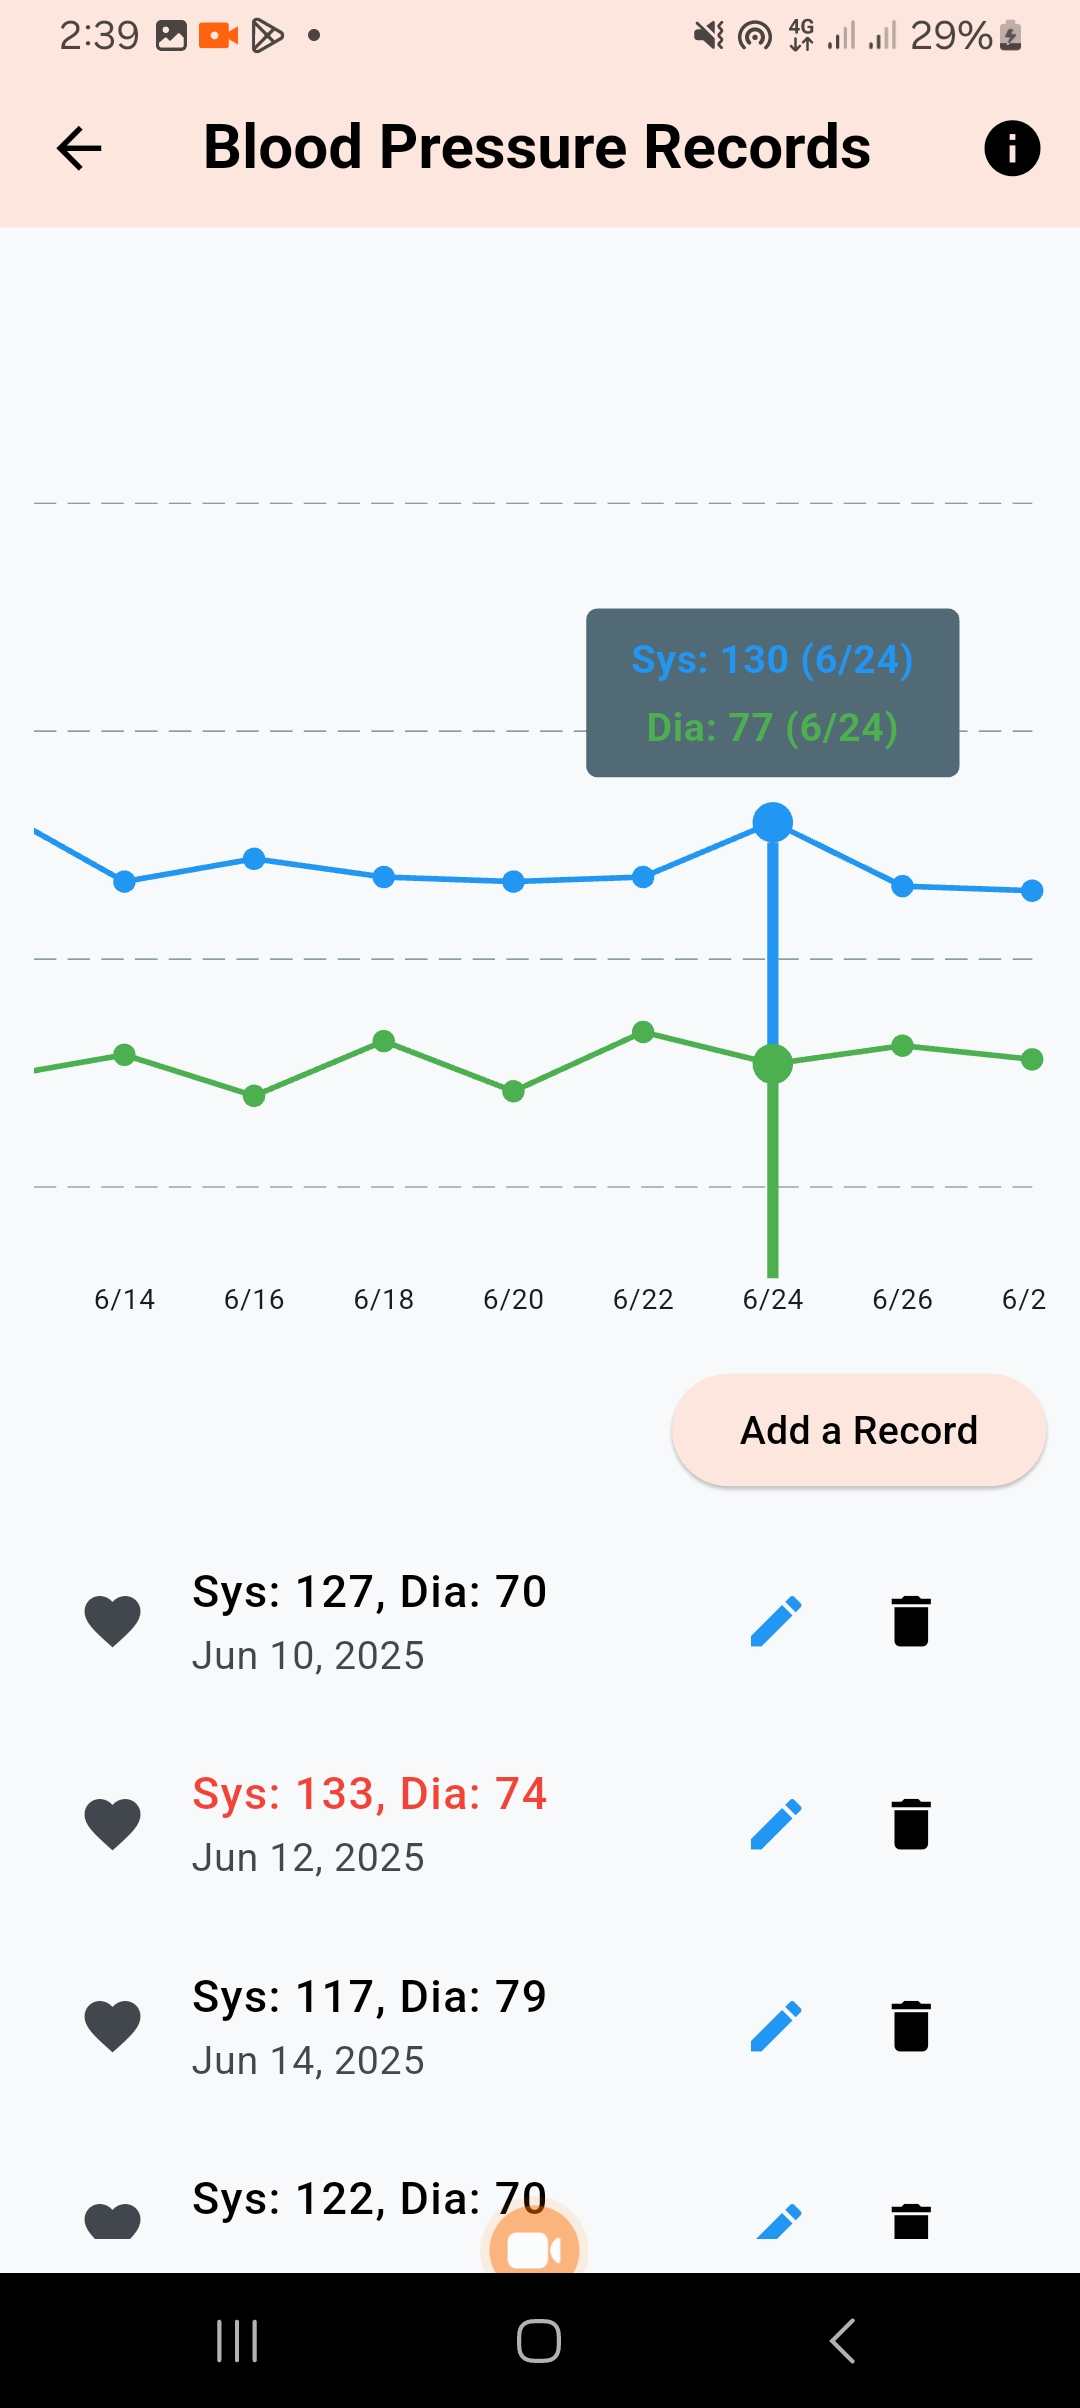 2:39 4G 29%
Blood Pressure Records
Sys: 130 (6/24)
Dia: 77 (6/24)
6/14 6/16 6/18 6/20 6/22 6/24 6/26 6/2
Add a Record
Sys: 127, Dia: 70
Jun 10, 2025
Sys: 133, Dia: 74
Jun 12, 2025
Sys: 117, Dia: 79
Jun 14, 2025
Sys: 122, Dia: 70